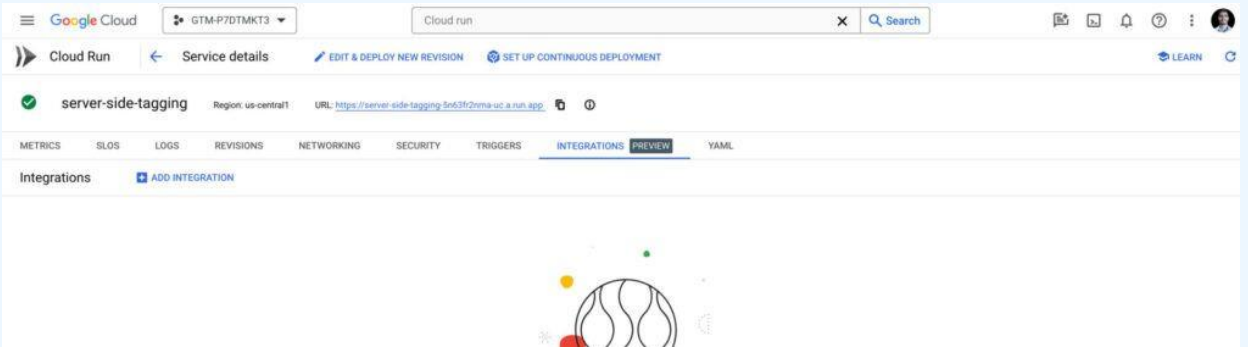 Google Cloud GTM-P7DTMKT3 Cloud run Search
Cloud Run Service details EDIT & DEPLOY NEW REVISION SET UP CONTINUOUS DEPLOYMENT LEARN
server-side-tagging Region: us-central1 URL: https://server-side-tagging-5n63fr2nma-uc.a.run.app
METRICS SLOS LOGS REVISIONS NETWORKING SECURITY TRIGGERS INTEGRATIONS PREVIEW YAML
Integrations ADD INTEGRATION